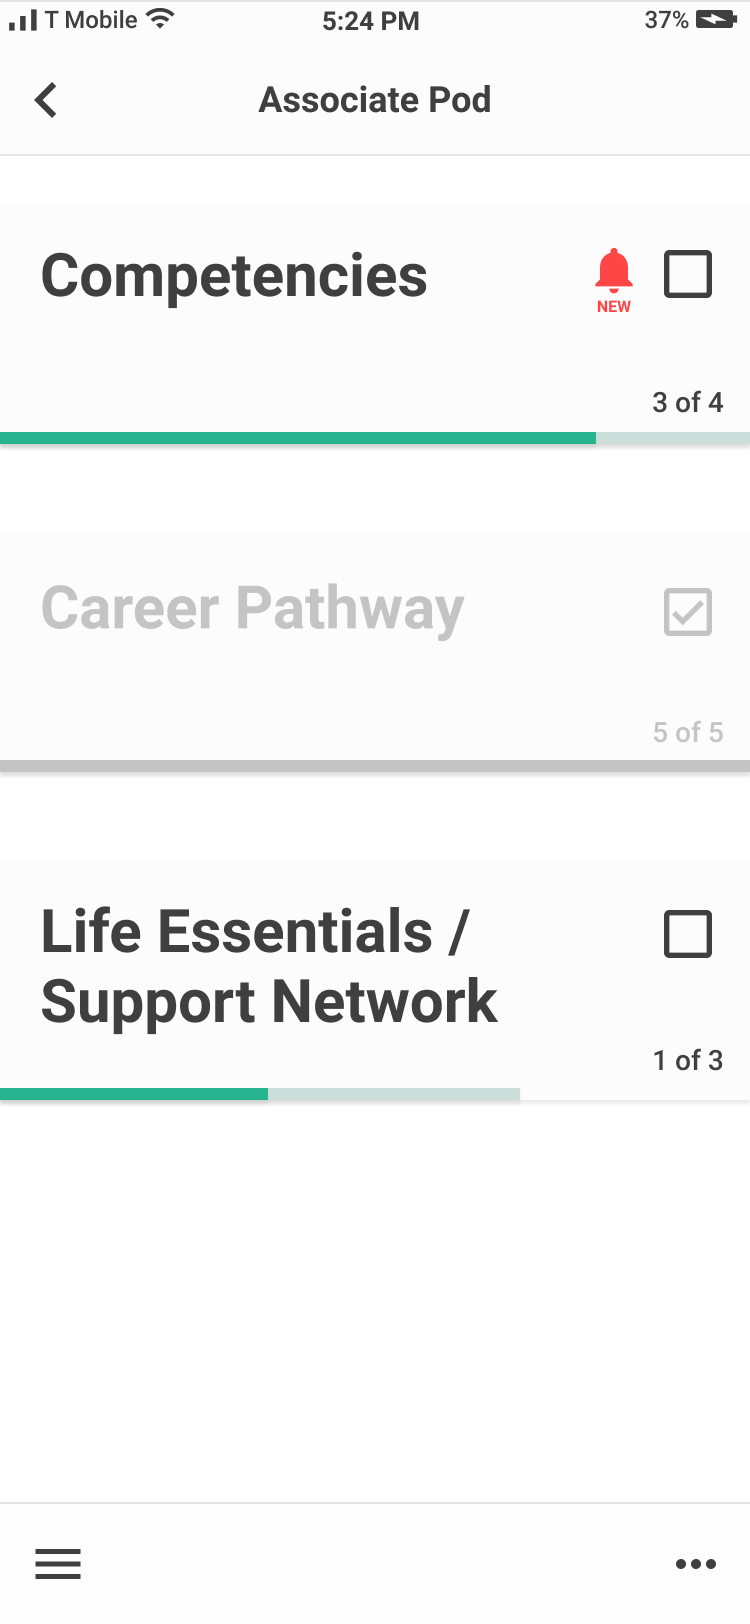 T Mobile 5:24 PM 37%
Associate Pod
Competencies
NEW
3 of 4
Career Pathway
5 of 5
Life Essentials /
Support Network
1 of 3